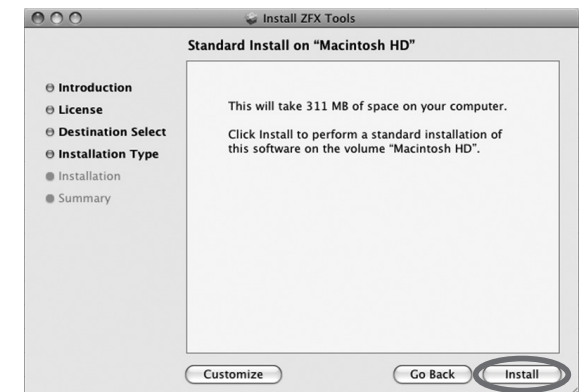 Install ZFX Tools
Standard Install on “Macintosh HD”
Introduction
License
Destination Select
Installation Type
Installation
Summary
This will take 311 MB of space on your computer.
Click Install to perform a standard installation of
this software on the volume “Macintosh HD”.
Customize
Go Back
Install